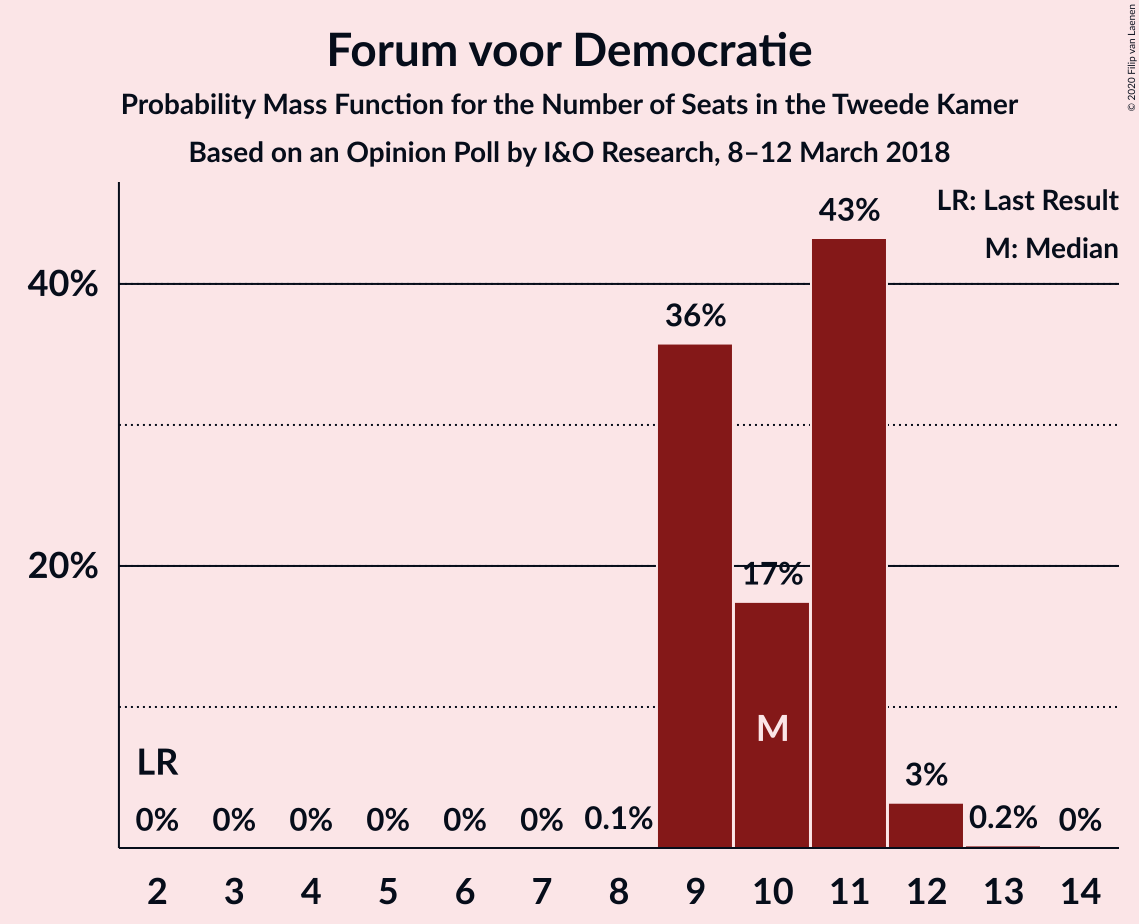 Forum voor Democratie
Probability Mass Function for the Number of Seats in the Tweede Kamer
Based on an Opinion Poll by I&O Research, 8–12 March 2018
© 2020 Filip van Laenen
LR: Last Result
M: Median
43%
40%
36%
20%
17%
M
LR
3%
0% 0% 0% 0% 0% 0% 0.1% 0.2% 0%
2 3 4 5 6 7 8 9 10 11 12 13 14